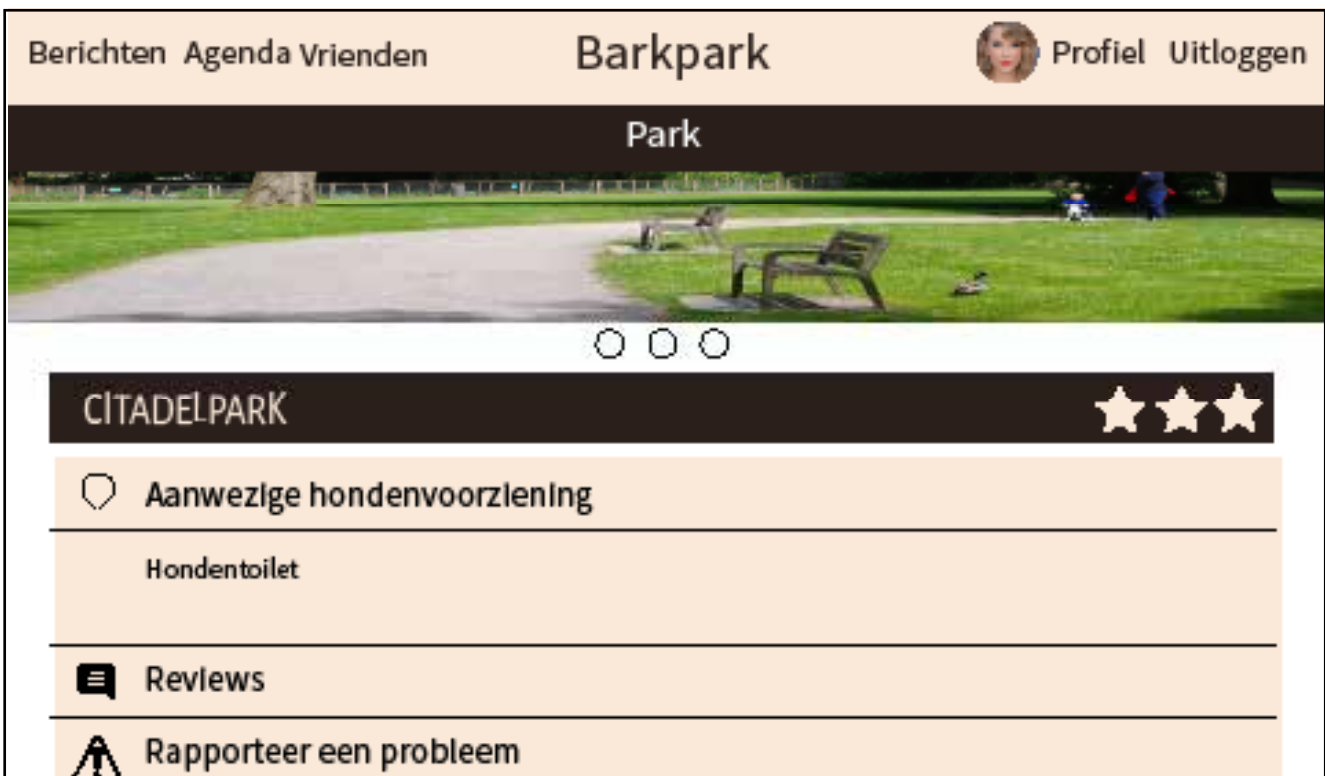 Berichten Agenda Vrienden Barkpark Profiel Uitloggen
Park
CITADELPARK
Aanwezige hondenvoorziening
Hondentoilet
Reviews
Rapporteer een probleem